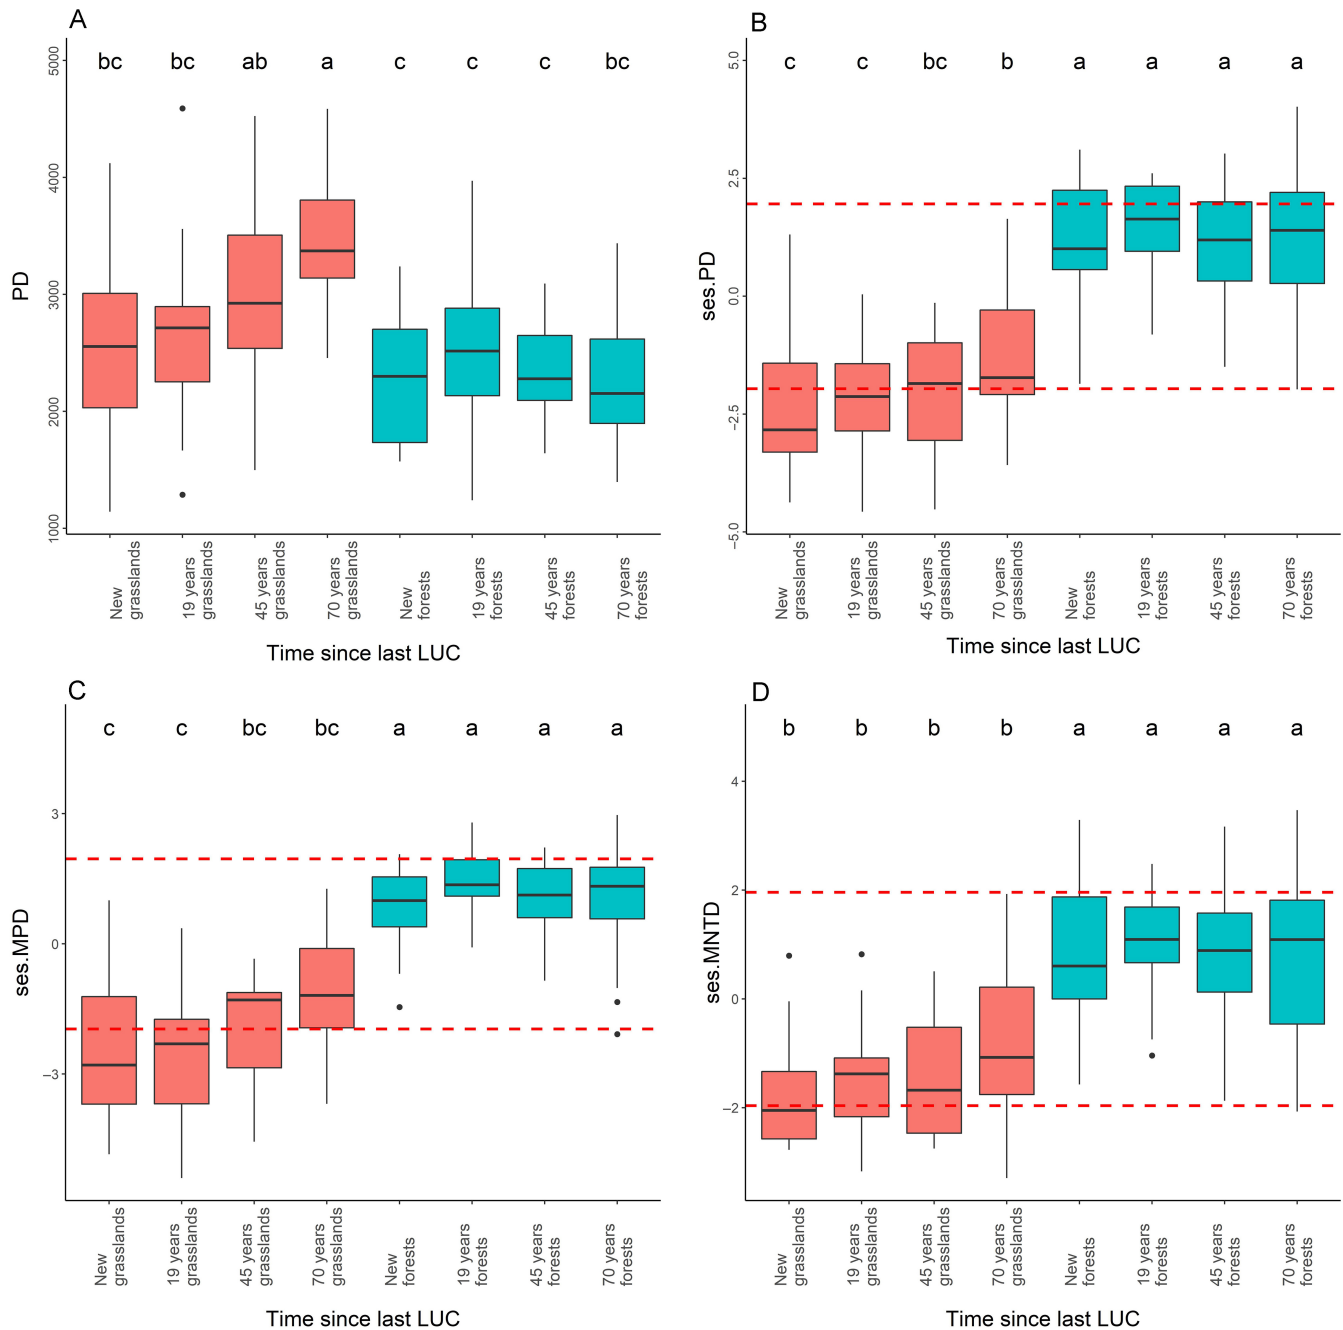 A
bc bc ab a c c c bc
5000
4000
3000
2000
1000
PD
New grasslands
19 years grasslands
45 years grasslands
70 years grasslands
New forests
19 years forests
45 years forests
70 years forests
Time since last LUC
B
c c bc b a a a a
5.0
2.5
0.0
−2.5
−5.0
ses.PD
New grasslands
19 years grasslands
45 years grasslands
70 years grasslands
New forests
19 years forests
45 years forests
70 years forests
Time since last LUC
C
c c bc bc a a a a
3
0
−3
ses.MPD
New grasslands
19 years grasslands
45 years grasslands
70 years grasslands
New forests
19 years forests
45 years forests
70 years forests
Time since last LUC
D
b b b b a a a a
4
2
0
−2
ses.MNTD
New grasslands
19 years grasslands
45 years grasslands
70 years grasslands
New forests
19 years forests
45 years forests
70 years forests
Time since last LUC